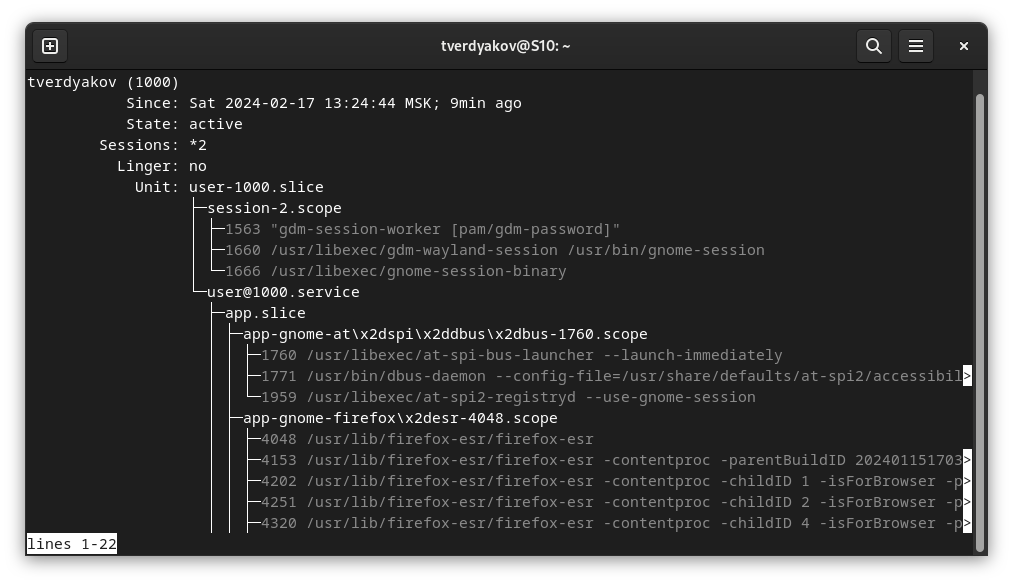 tverdyakov@S10: ~
tverdyakov (1000)
Since: Sat 2024-02-17 13:24:44 MSK; 9min ago
State: active
Sessions: *2
Linger: no
Unit: user-1000.slice
├─session-2.scope
│ ├─1563 "gdm-session-worker [pam/gdm-password]"
│ ├─1660 /usr/libexec/gdm-wayland-session /usr/bin/gnome-session
│ └─1666 /usr/libexec/gnome-session-binary
└─user@1000.service
├─app.slice
│ ├─app-gnome-at\x2dspi\x2ddbus\x2dbus-1760.scope
│ │ ├─1760 /usr/libexec/at-spi-bus-launcher --launch-immediately
│ │ ├─1771 /usr/bin/dbus-daemon --config-file=/usr/share/defaults/at-spi2/accessibil>
│ │ └─1959 /usr/libexec/at-spi2-registryd --use-gnome-session
│ ├─app-gnome-firefox\x2desr-4048.scope
│ │ ├─4048 /usr/lib/firefox-esr/firefox-esr
│ │ ├─4153 /usr/lib/firefox-esr/firefox-esr -contentproc -parentBuildID 202401151703>
│ │ ├─4202 /usr/lib/firefox-esr/firefox-esr -contentproc -childID 1 -isForBrowser -p>
│ │ ├─4251 /usr/lib/firefox-esr/firefox-esr -contentproc -childID 2 -isForBrowser -p>
│ │ ├─4320 /usr/lib/firefox-esr/firefox-esr -contentproc -childID 4 -isForBrowser -p>
lines 1-22